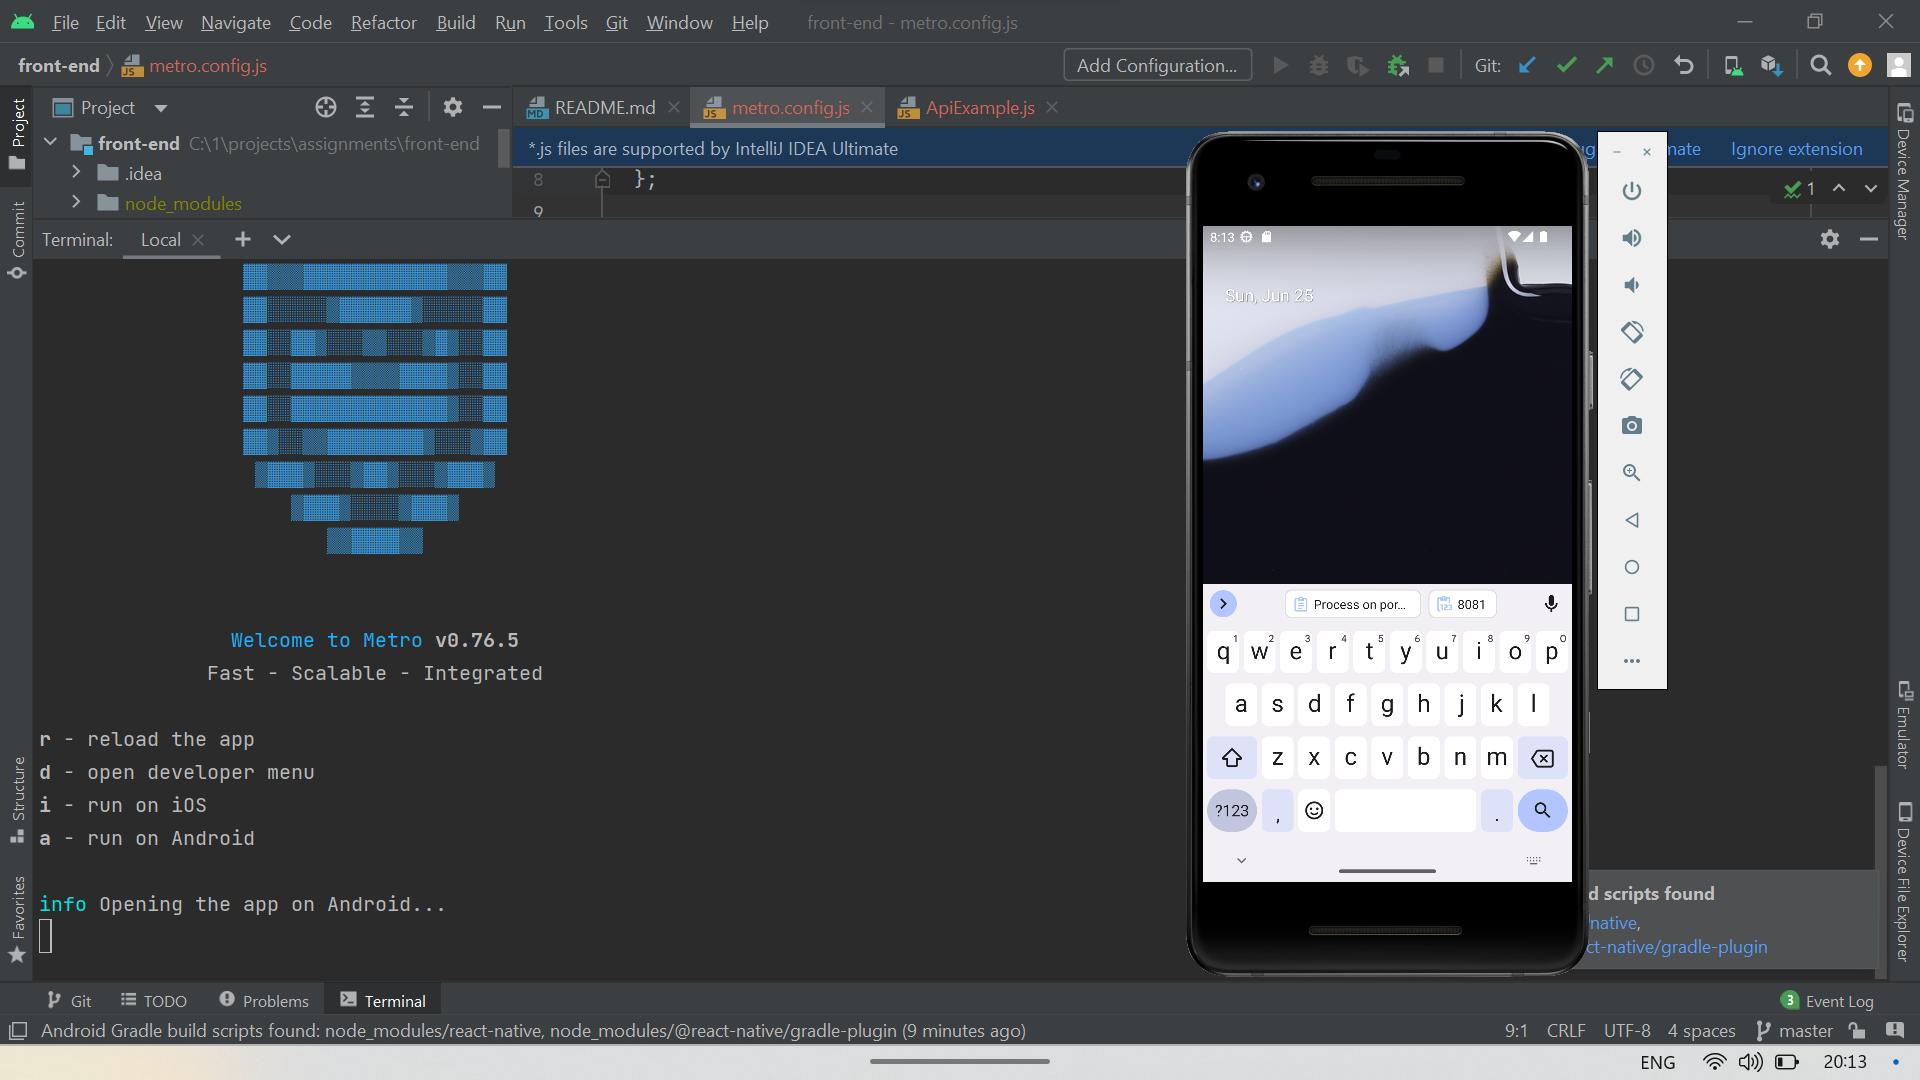 File Edit View Navigate Code Refactor Build Run Tools Git Window Help front-end - metro.config.js
front-end metro.config.js Add Configuration... Git:
Project README.md metro.config.js ApiExample.js
front-end C:\1\projects\assignments\front-end
.idea
node_modules
*.js files are supported by IntelliJ IDEA Ultimate
Ignore extension
8 };
9
1
Terminal: Local
Welcome to Metro v0.76.5
Fast - Scalable - Integrated
r - reload the app
d - open developer menu
i - run on iOS
a - run on Android
info Opening the app on Android...
8:13
Sun, Jun 25
Process on por... 8081
q w e r t y u i o p
1 2 3 4 5 6 7 8 9 0
a s d f g h j k l
z x c v b n m
?123 , .
d scripts found
native,
ct-native/gradle-plugin
Project
Commit
Structure
Favorites
Device Manager
Emulator
Device File Explorer
Git TODO Problems Terminal 3 Event Log
Android Gradle build scripts found: node_modules/react-native, node_modules/@react-native/gradle-plugin (9 minutes ago) 9:1 CRLF UTF-8 4 spaces master
ENG 20:13